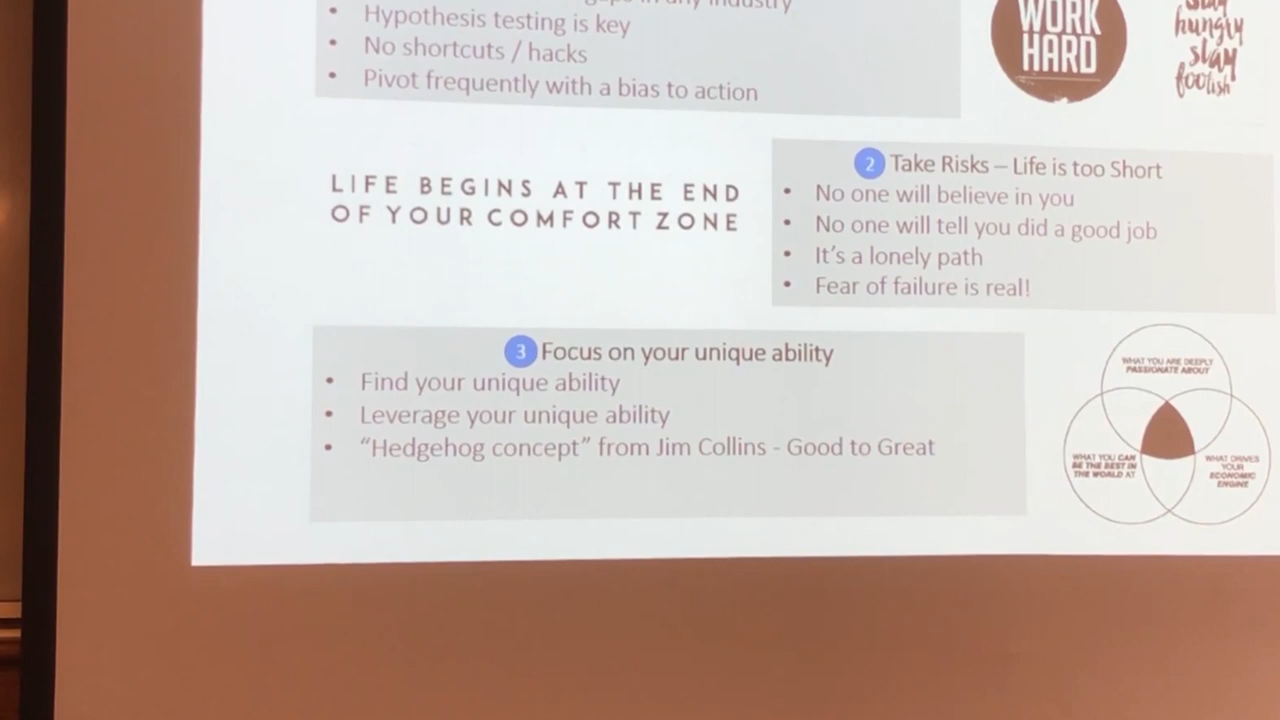 in any industry
Hypothesis testing is key
No shortcuts / hacks
Pivot frequently with a bias to action
WORK
HARD
stay
hungry
stay
foolish
LIFE BEGINS AT THE END
OF YOUR COMFORT ZONE
2 Take Risks – Life is too Short
No one will believe in you
No one will tell you did a good job
It's a lonely path
Fear of failure is real!
3 Focus on your unique ability
Find your unique ability
Leverage your unique ability
“Hedgehog concept” from Jim Collins - Good to Great
WHAT YOU ARE DEEPLY
PASSIONATE ABOUT
WHAT YOU CAN
BE THE BEST IN
THE WORLD AT
WHAT DRIVES
YOUR
ECONOMIC
ENGINE